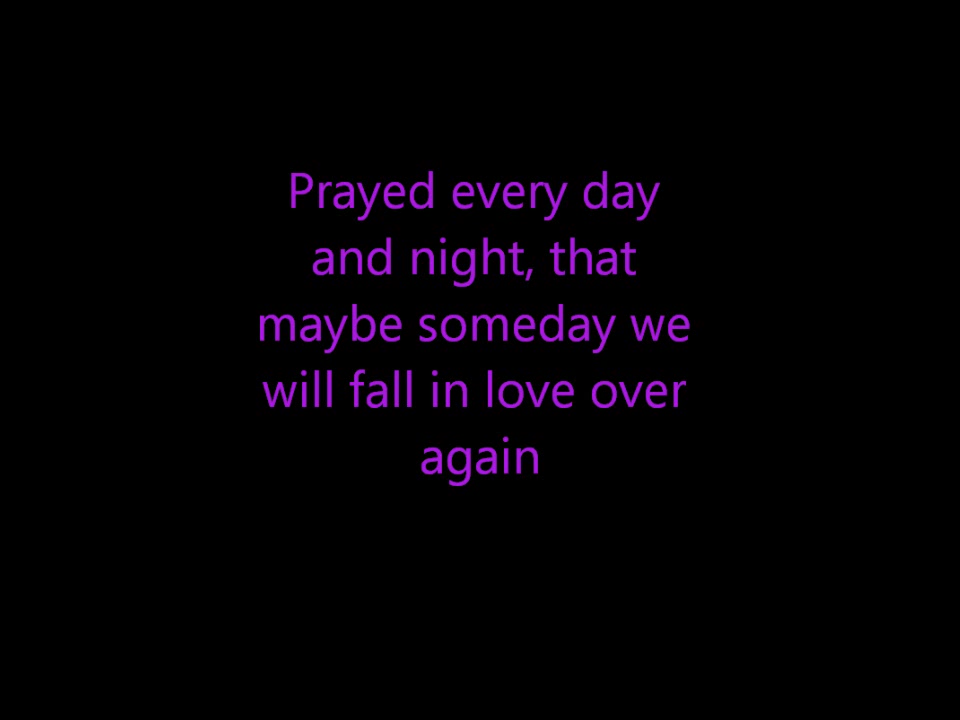 Prayed every day
and night, that
maybe someday we
will fall in love over
again